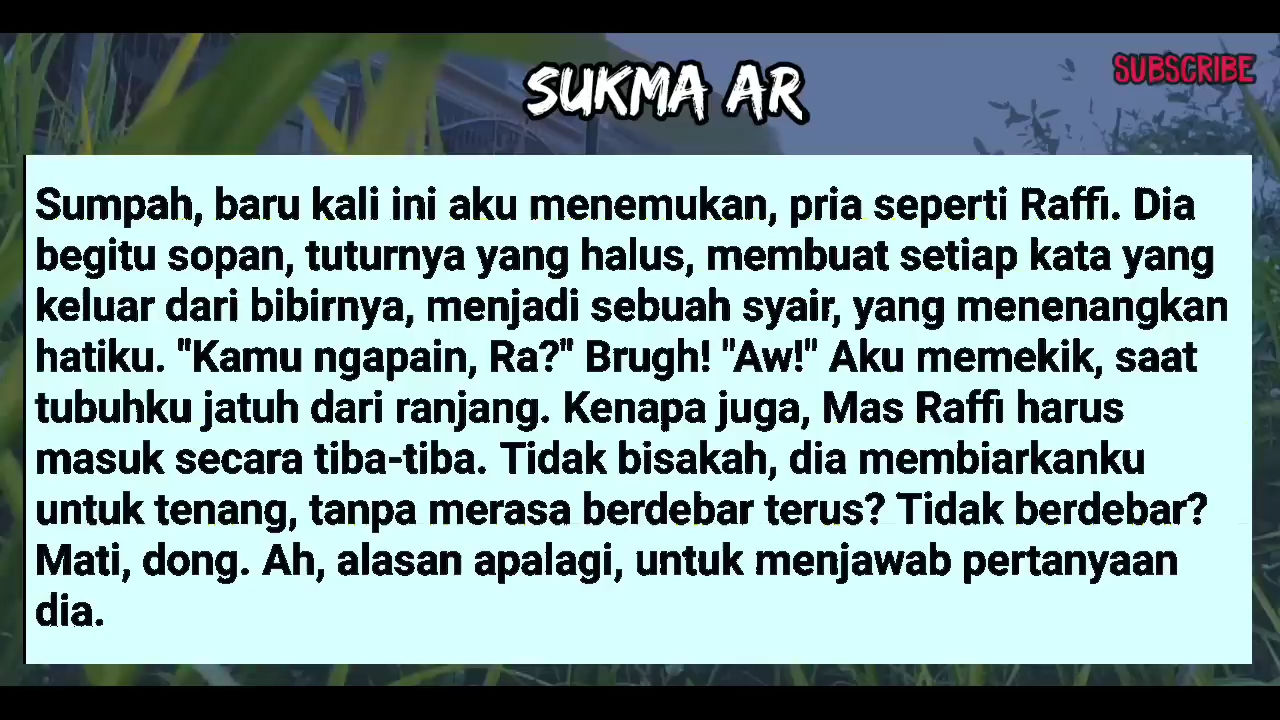 SUKMA AR
SUBSCRIBE
Sumpah, baru kali ini aku menemukan, pria seperti Raffi. Dia
begitu sopan, tuturnya yang halus, membuat setiap kata yang
keluar dari bibirnya, menjadi sebuah syair, yang menenangkan
hatiku. "Kamu ngapain, Ra?" Brugh! "Aw!" Aku memekik, saat
tubuhku jatuh dari ranjang. Kenapa juga, Mas Raffi harus
masuk secara tiba-tiba. Tidak bisakah, dia membiarkanku
untuk tenang, tanpa merasa berdebar terus? Tidak berdebar?
Mati, dong. Ah, alasan apalagi, untuk menjawab pertanyaan
dia.